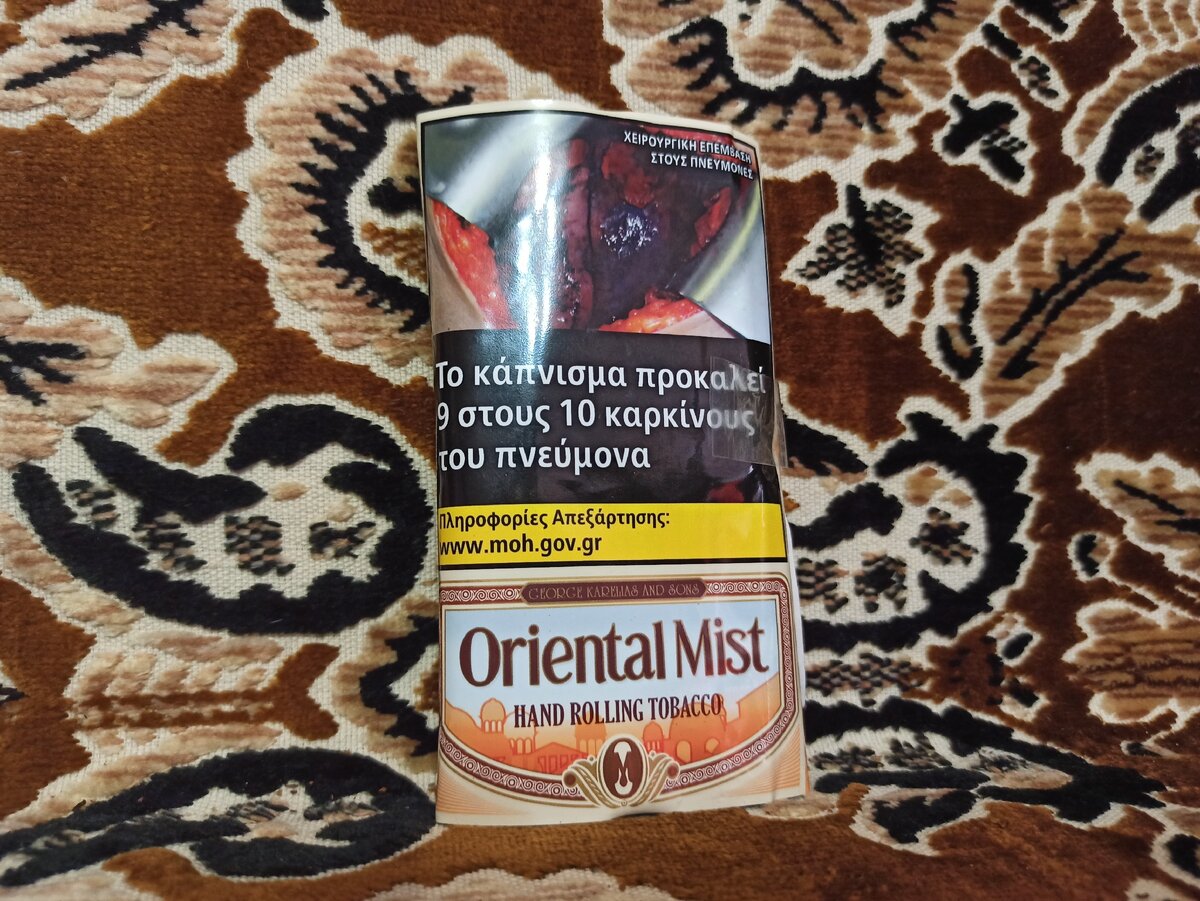 ΧΕΙΡΟΥΡΓΙΚΗ ΕΠΕΜΒΑΣΗ
ΣΤΟΥΣ ΠΝΕΥΜΟΝΕΣ
Το κάπνισμα προκαλεί
9 στους 10 καρκίνους
του πνεύμονα
Πληροφορίες Απεξάρτησης:
www.moh.gov.gr
GEORGE KARELIAS AND SONS
Oriental Mist
HAND ROLLING TOBACCO